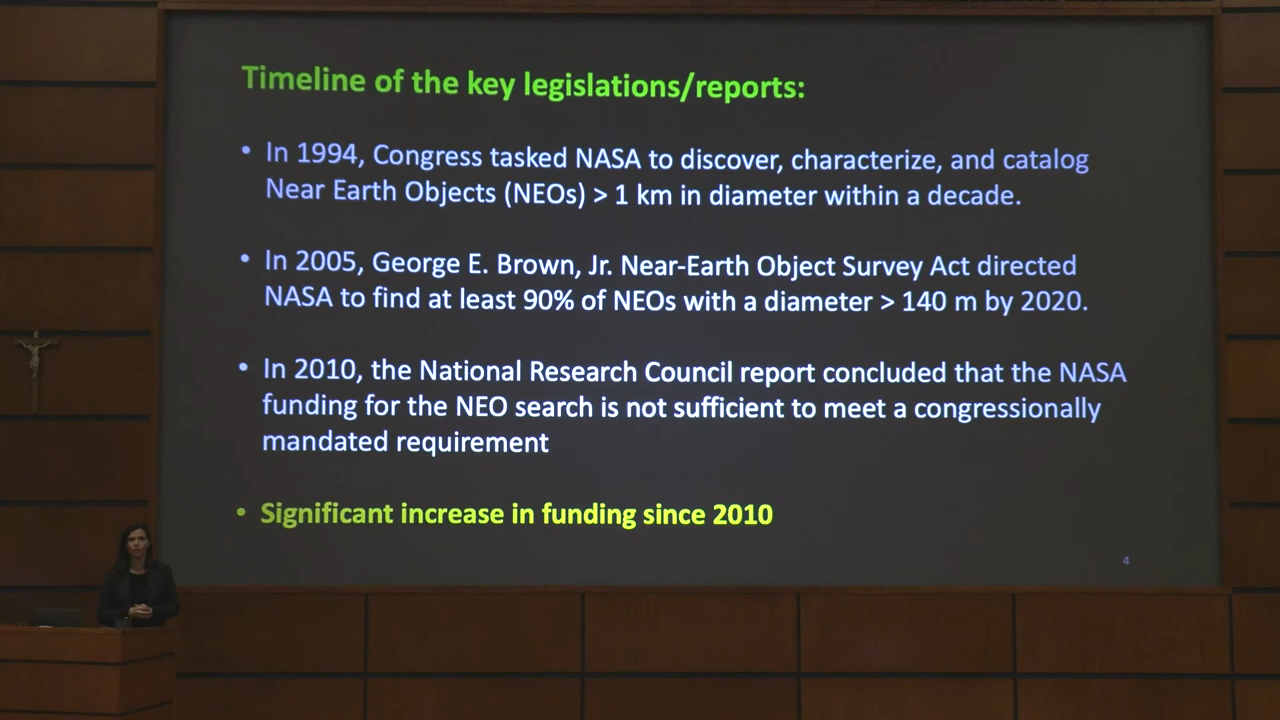 Timeline of the key legislations/reports:
• In 1994, Congress tasked NASA to discover, characterize, and catalog
Near Earth Objects (NEOs) > 1 km in diameter within a decade.
• In 2005, George E. Brown, Jr. Near-Earth Object Survey Act directed
NASA to find at least 90% of NEOs with a diameter > 140 m by 2020.
• In 2010, the National Research Council report concluded that the NASA
funding for the NEO search is not sufficient to meet a congressionally
mandated requirement
• Significant increase in funding since 2010
4